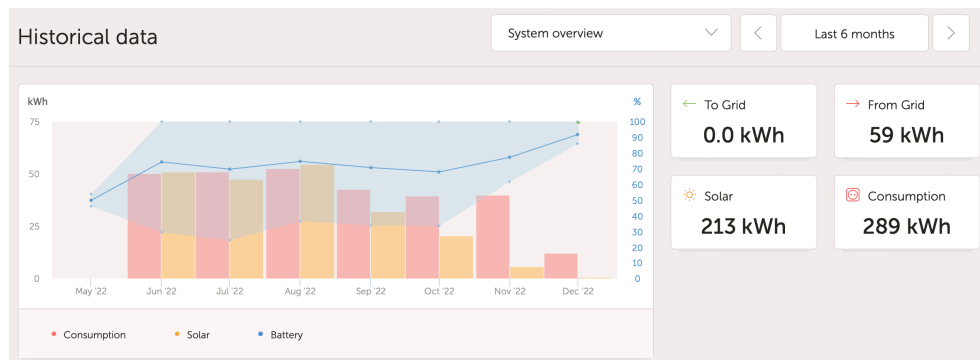 Historical data
System overview
Last 6 months
kWh
%
75
50
25
0
100
90
80
70
60
50
40
30
20
10
0
May '22
Jun '22
Jul '22
Aug '22
Sep '22
Oct '22
Nov '22
Dec '22
Consumption
Solar
Battery
To Grid
0.0 kWh
From Grid
59 kWh
Solar
213 kWh
Consumption
289 kWh